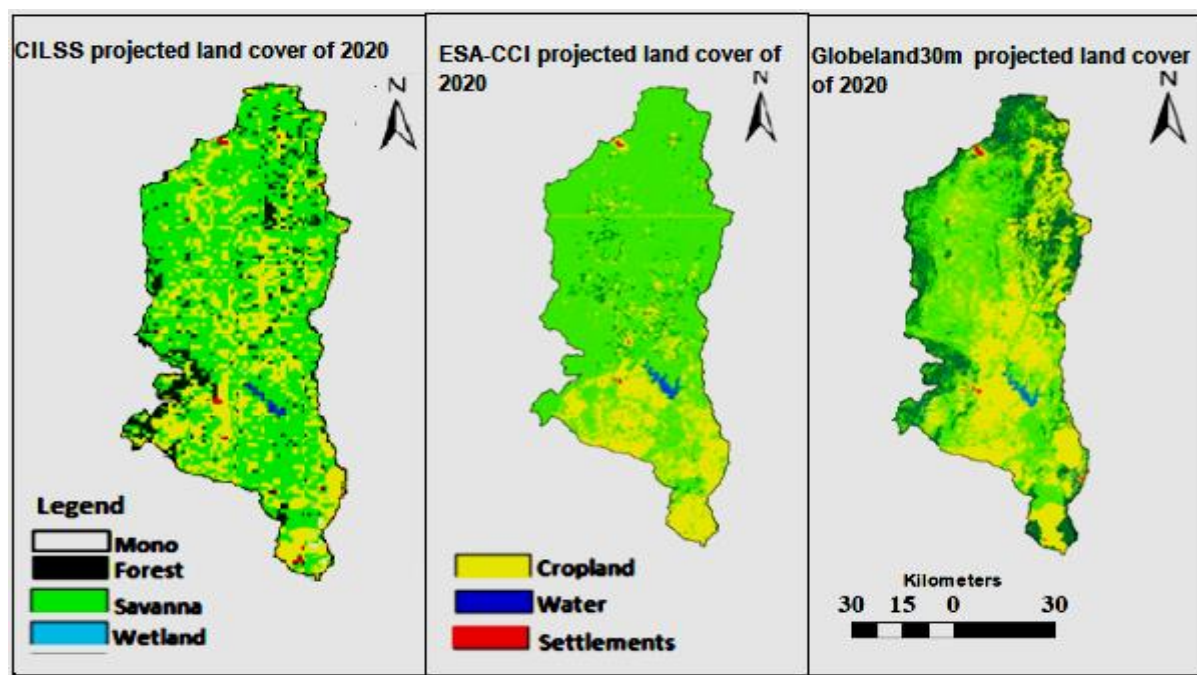 CILSS projected land cover of 2020
N
Legend
Mono
Forest
Savanna
Wetland
ESA-CCI projected land cover of
2020
N
Cropland
Water
Settlements
Globeland30m projected land cover
of 2020
N
Kilometers
30 15 0 30